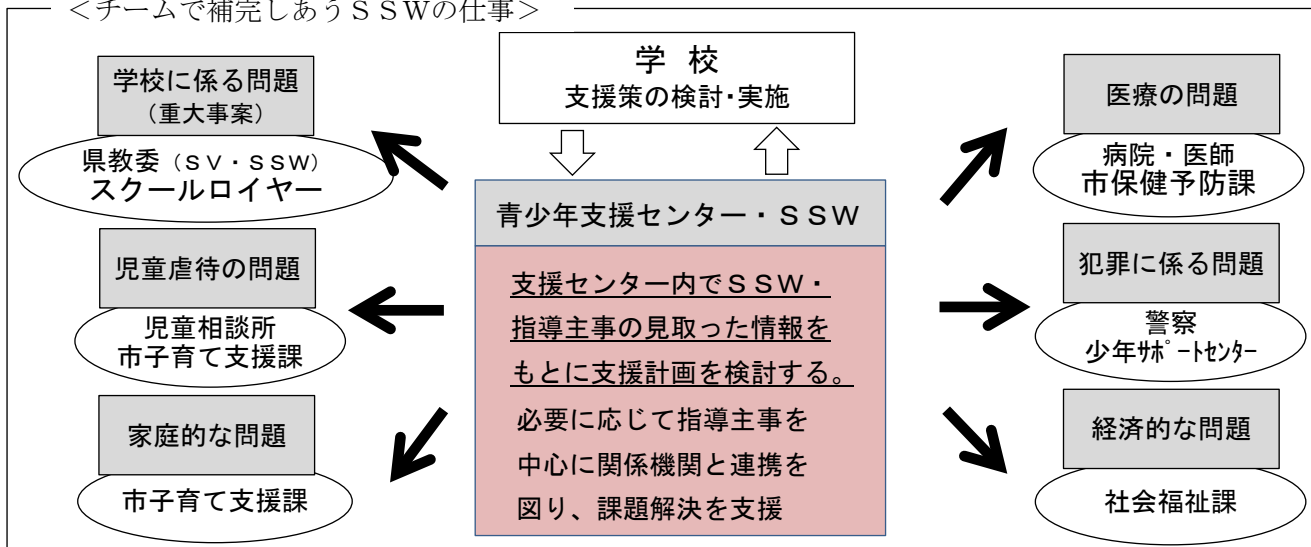 ＜チームで補完しあうＳＳＷの仕事＞
学 校
支援策の検討･実施
学校に係る問題
（重大事案）
県教委（ＳＶ・ＳＳＷ）
スクールロイヤー
児童虐待の問題
児童相談所
市子育て支援課
家庭的な問題
市子育て支援課
青少年支援センター・ＳＳＷ
支援センター内でＳＳＷ・
指導主事の見取った情報を
もとに支援計画を検討する。
必要に応じて指導主事を
中心に関係機関と連携を
図り、課題解決を支援
医療の問題
病院・医師
市保健予防課
犯罪に係る問題
警察
少年ｻﾎﾟｰﾄセンター
経済的な問題
社会福祉課